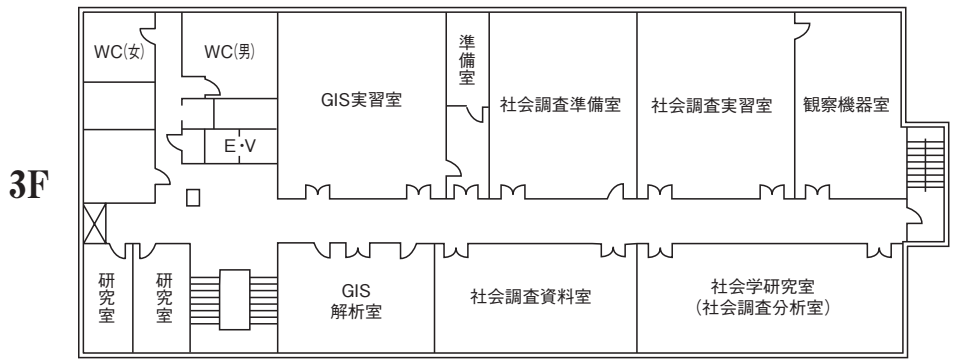 3F
WC(女)
WC(男)
E・V
GIS実習室
準備室
社会調査準備室
社会調査実習室
観察機器室
研究室
研究室
GIS
解析室
社会調査資料室
社会学研究室
(社会調査分析室)